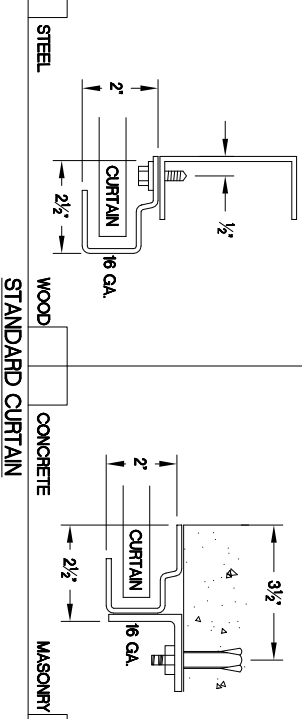 ½"
2"
CURTAIN
2½"
16 GA.
3½"
2"
CURTAIN
2½"
16 GA.
STEEL
WOOD
CONCRETE
MASONRY
STANDARD CURTAIN